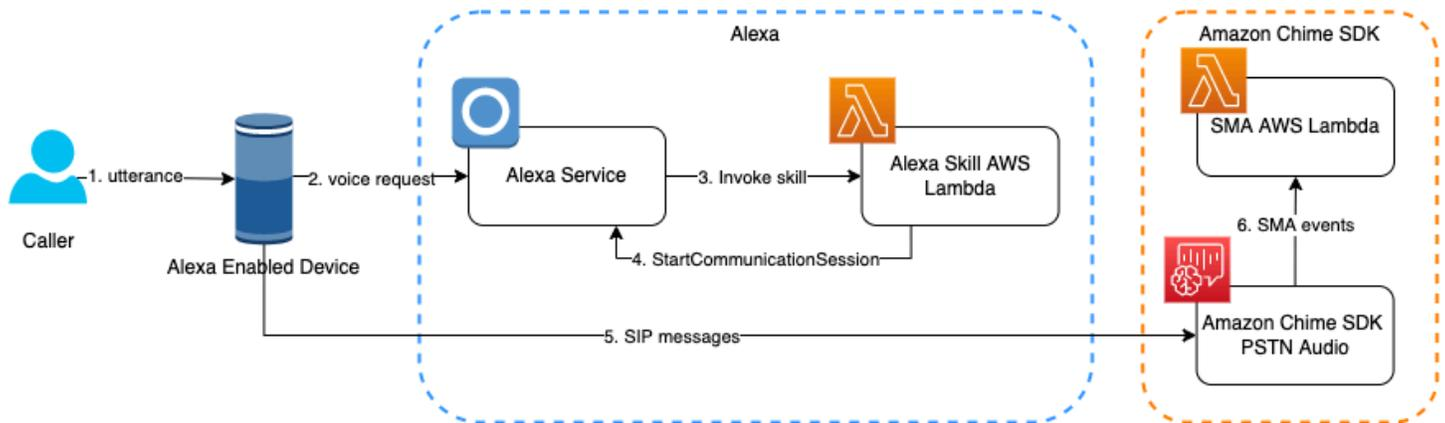 Alexa
Amazon Chime SDK
SMA AWS Lambda
1. utterance
2. voice request
Alexa Service
3. Invoke skill
Alexa Skill AWS
Lambda
Caller
Alexa Enabled Device
4. StartCommunicationSession
6. SMA events
5. SIP messages
Amazon Chime SDK
PSTN Audio